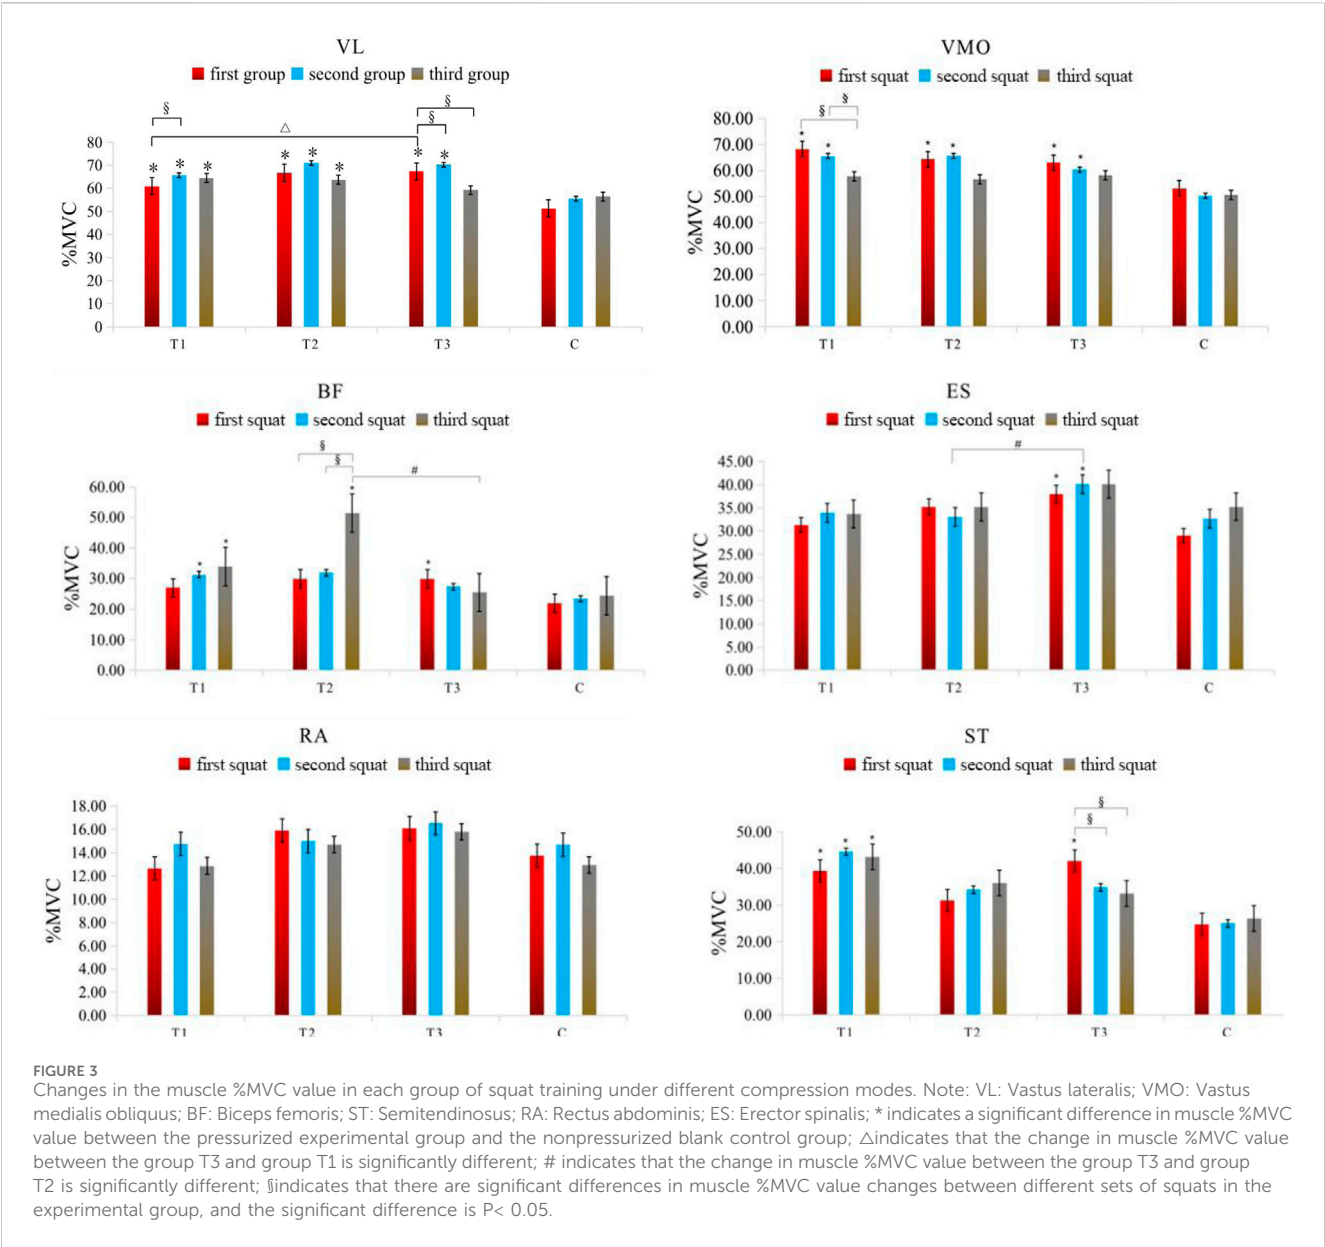 VL
first group second group third group
§ § §
△
80
70
60
50
40
30
20
10
0
%MVC
* * * * * * * *
T1 T2 T3 C
VMO
first squat second squat third squat
§ §
80.00
70.00
60.00
50.00
40.00
30.00
20.00
10.00
0.00
%MVC
* * * * * *
T1 T2 T3 C
BF
first squat second squat third squat
§ § #
60.00
50.00
40.00
30.00
20.00
10.00
0.00
%MVC
* * * *
T1 T2 T3 C
ES
first squat second squat third squat
#
45.00
40.00
35.00
30.00
25.00
20.00
15.00
10.00
5.00
0.00
%MVC
* *
T1 T2 T3 C
RA
first squat second squat third squat
18.00
16.00
14.00
12.00
10.00
8.00
6.00
4.00
2.00
0.00
%MVC
T1 T2 T3 C
ST
first squat second squat third squat
§
§
50.00
40.00
30.00
20.00
10.00
0.00
%MVC
* * * *
T1 T2 T3 C
FIGURE 3
Changes in the muscle %MVC value in each group of squat training under different compression modes. Note: VL: Vastus lateralis; VMO: Vastus
medialis obliquus; BF: Biceps femoris; ST: Semitendinosus; RA: Rectus abdominis; ES: Erector spinalis; * indicates a significant difference in muscle %MVC
value between the pressurized experimental group and the nonpressurized blank control group; △indicates that the change in muscle %MVC value
between the group T3 and group T1 is significantly different; # indicates that the change in muscle %MVC value between the group T3 and group
T2 is significantly different; §indicates that there are significant differences in muscle %MVC value changes between different sets of squats in the
experimental group, and the significant difference is P< 0.05.